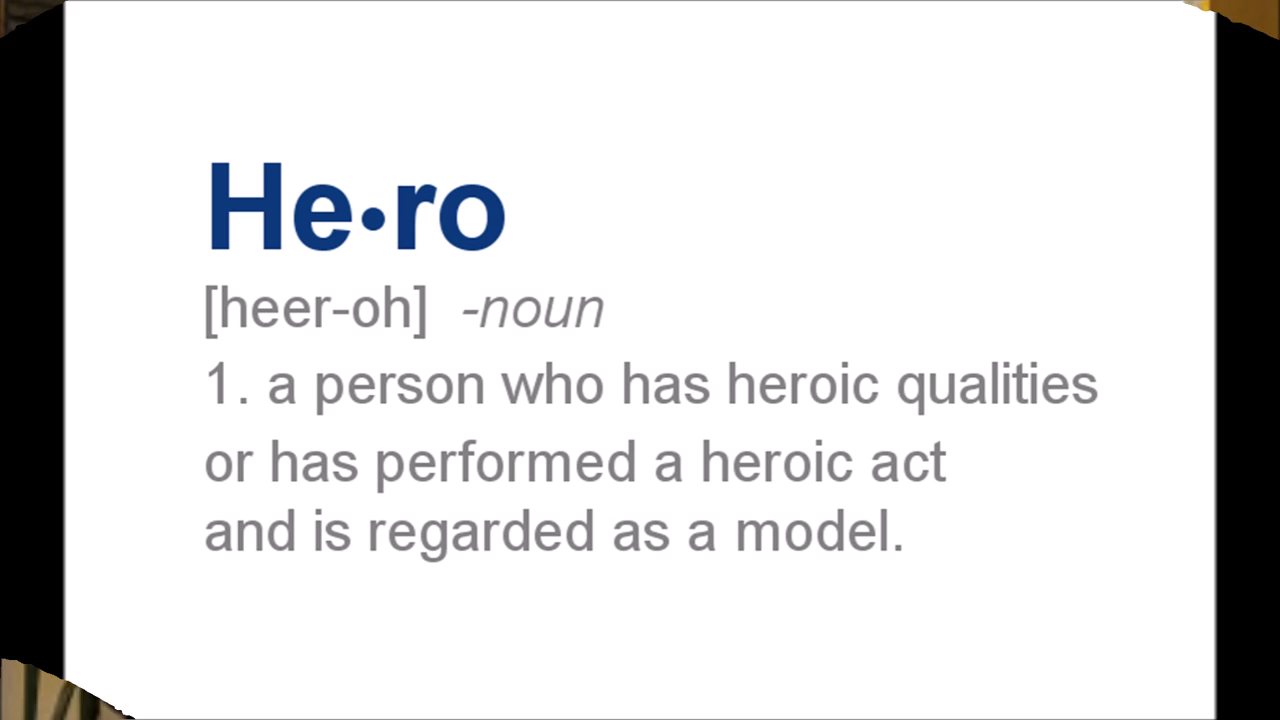 He•ro
[heer-oh] -noun
1. a person who has heroic qualities
or has performed a heroic act
and is regarded as a model.